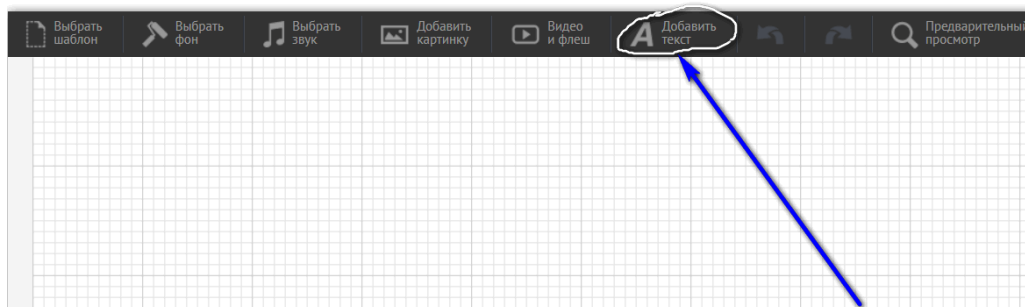 Выбрать
шаблон
Выбрать
фон
Выбрать
звук
Добавить
картинку
Видео
и флеш
A Добавить
текст
Предварительный
просмотр